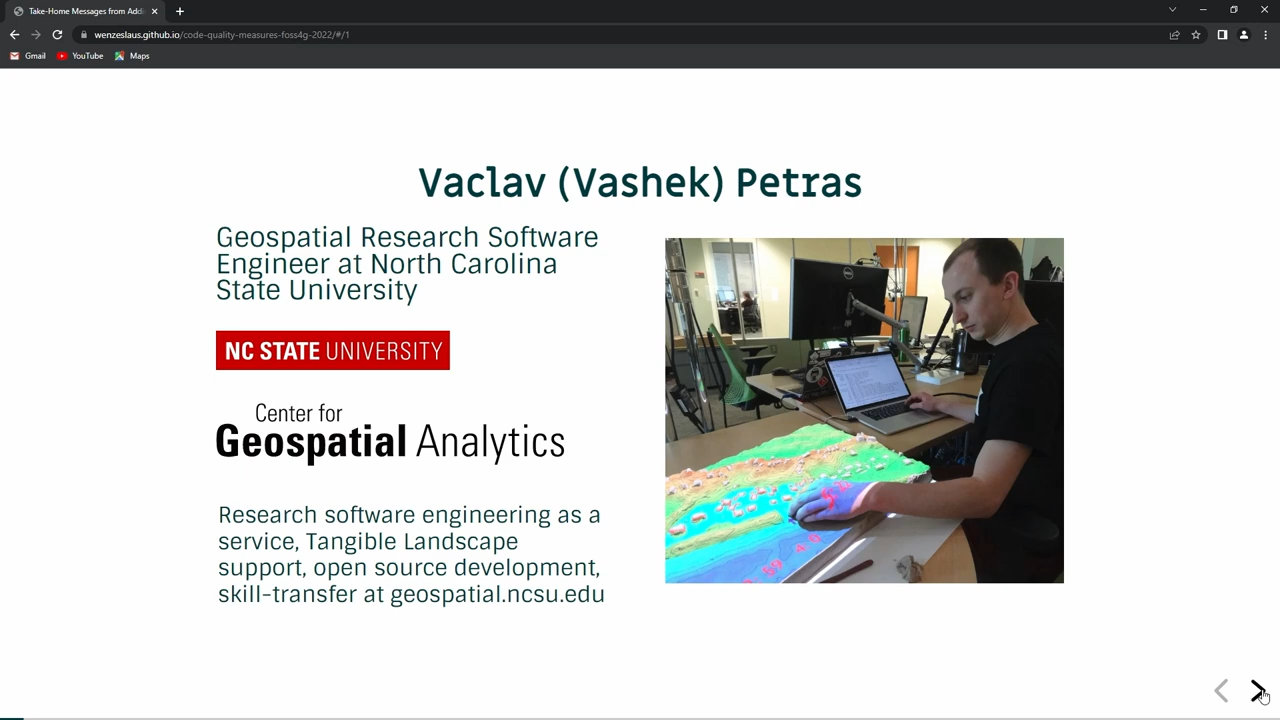 Take-Home Messages from Addi
wenzeslaus.github.io/code-quality-measures-foss4g-2022/#/1
Gmail
YouTube
Maps
Vaclav (Vashek) Petras
Geospatial Research Software
Engineer at North Carolina
State University
NC STATE UNIVERSITY
Center for
Geospatial Analytics
Research software engineering as a
service, Tangible Landscape
support, open source development,
skill-transfer at geospatial.ncsu.edu